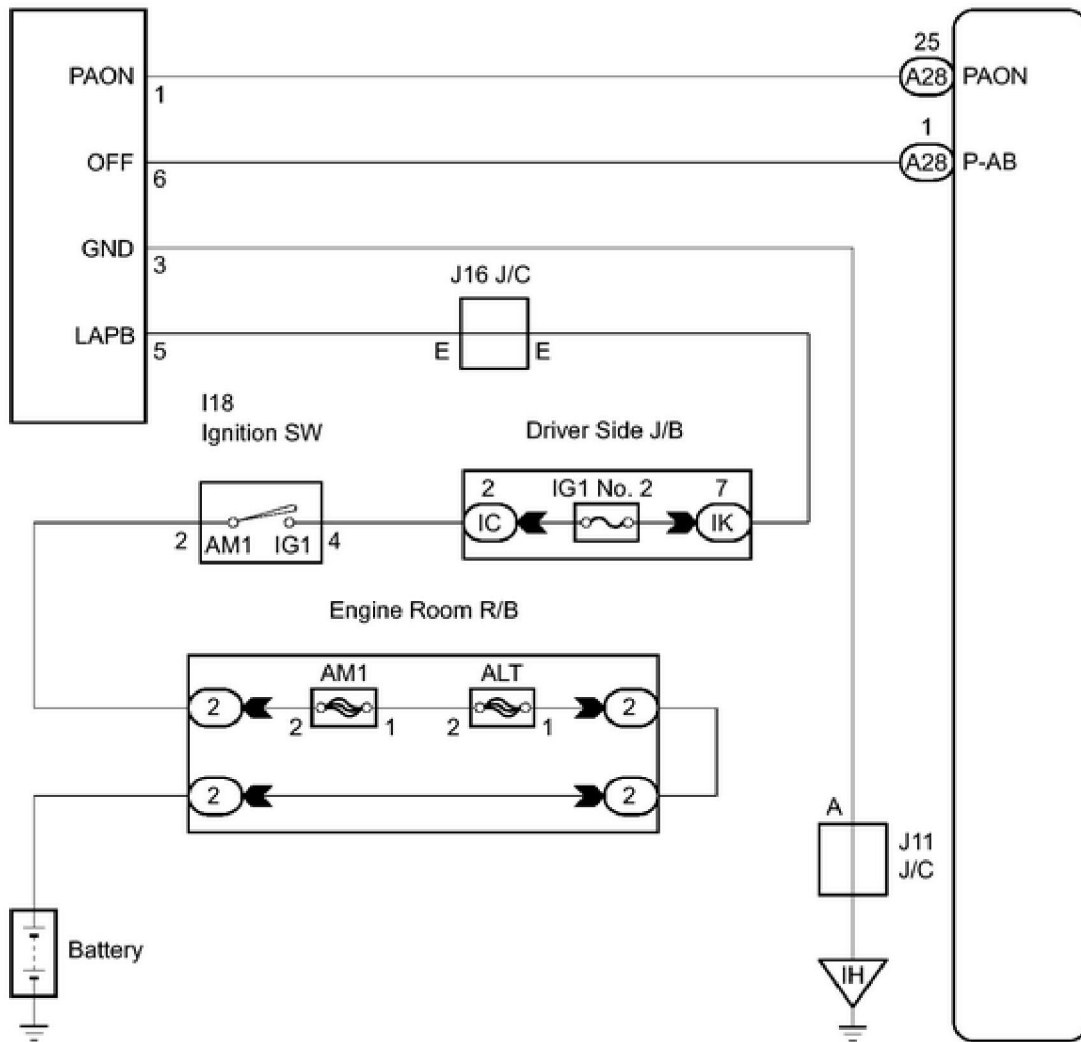 25
PAON
1
A28
PAON
1
OFF
6
A28
P-AB
GND
3
J16 J/C
LAPB
5
E
E
I18
Ignition SW
Driver Side J/B
2
IG1 No. 2
7
2
AM1
IG1
4
IC
IK
Engine Room R/B
AM1
ALT
2
2
1
2
1
2
2
2
A
J11
J/C
Battery
IH